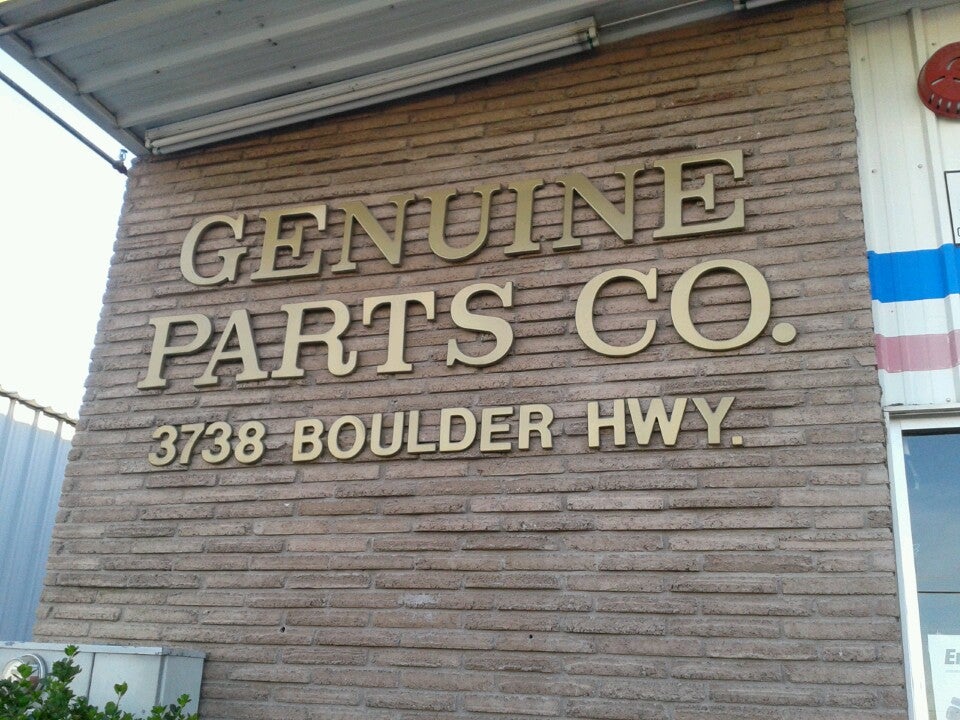 GENUINE
PARTS CO.
3738 BOULDER HWY.